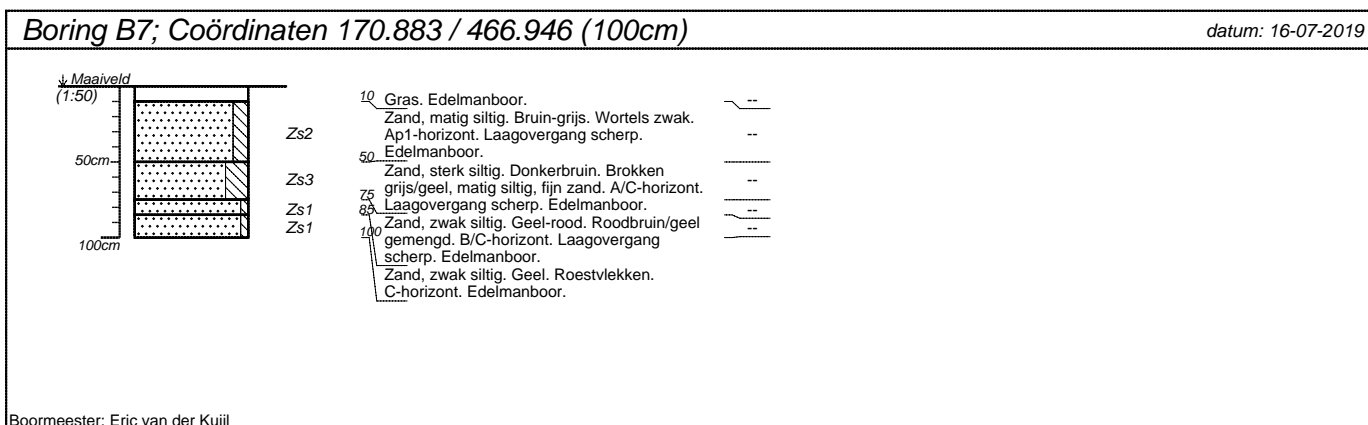 Boring B7; Coördinaten 170.883 / 466.946 (100cm)
datum: 16-07-2019
Maaiveld
(1:50)
50cm
100cm
Zs2
Zs3
Zs1
Zs1
10 Gras. Edelmanboor. --
Zand, matig siltig. Bruin-grijs. Wortels zwak.
Ap1-horizont. Laagovergang scherp. --
Edelmanboor.
50
Zand, sterk siltig. Donkerbruin. Brokken
grijs/geel, matig siltig, fijn zand. A/C-horizont. --
75
Laagovergang scherp. Edelmanboor. --
85
Zand, zwak siltig. Geel-rood. Roodbruin/geel --
100
gemengd. B/C-horizont. Laagovergang
scherp. Edelmanboor.
Zand, zwak siltig. Geel. Roestvlekken.
C-horizont. Edelmanboor.
Boormeester: Eric van der Kuijl